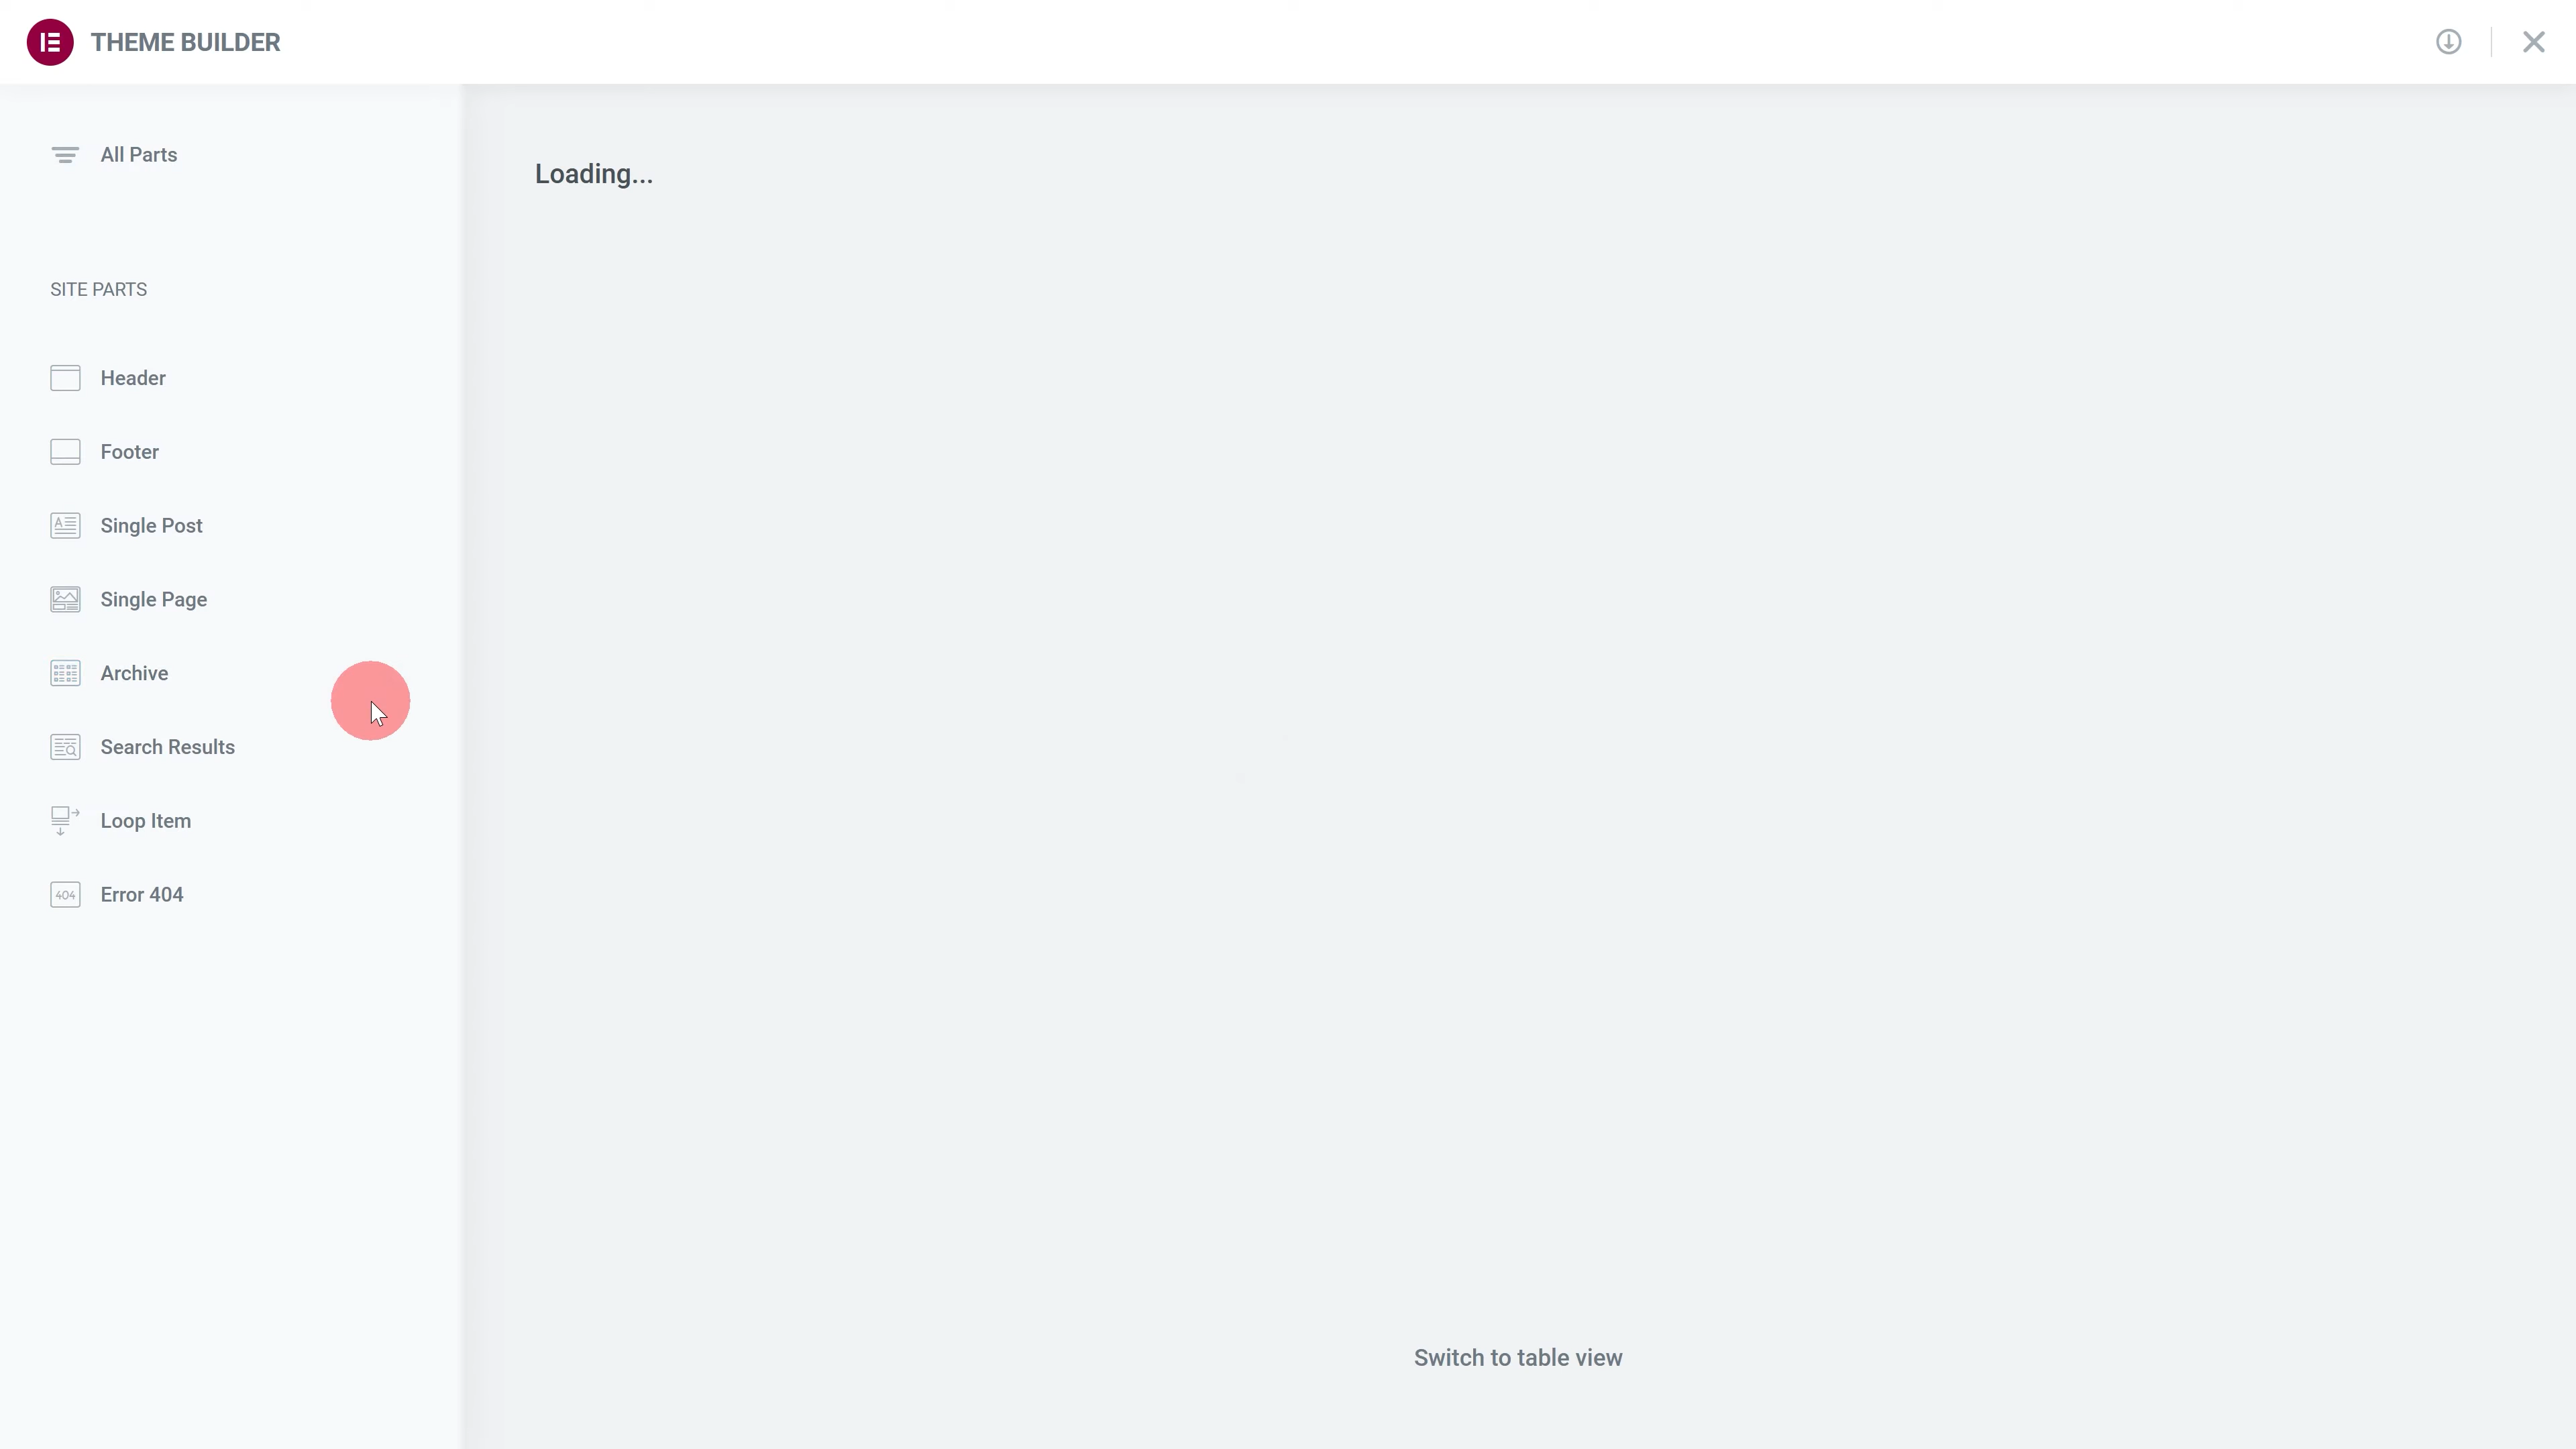 THEME BUILDER
All Parts
Loading...
SITE PARTS
Header
Footer
Single Post
Single Page
Archive
Search Results
Loop Item
404 Error 404
Switch to table view